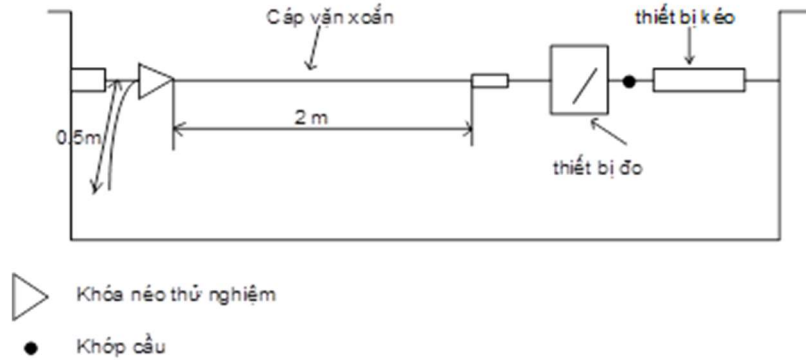 Cáp vặn xoắn
thiết bị kéo
2 m
0.5m
thiết bị đo
Khóa néo thử nghiệm
Khớp cầu